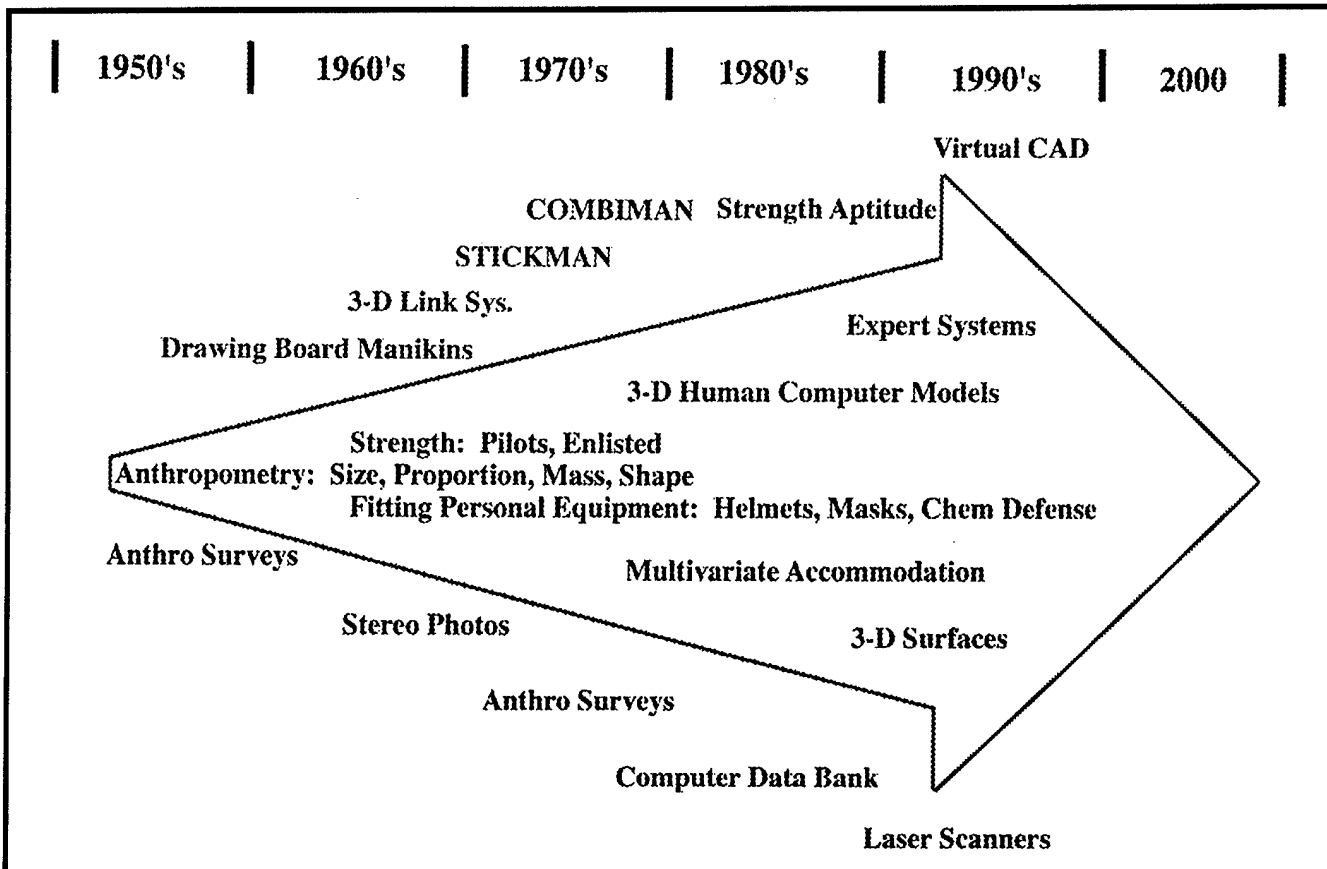 1950's 1960's 1970's 1980's 1990's 2000
Virtual CAD
COMBIMAN Strength Aptitude
STICKMAN
3-D Link Sys.
Expert Systems
Drawing Board Manikins
3-D Human Computer Models
Strength: Pilots, Enlisted
Anthropometry: Size, Proportion, Mass, Shape
Fitting Personal Equipment: Helmets, Masks, Chem Defense
Anthro Surveys
Multivariate Accommodation
Stereo Photos
3-D Surfaces
Anthro Surveys
Computer Data Bank
Laser Scanners